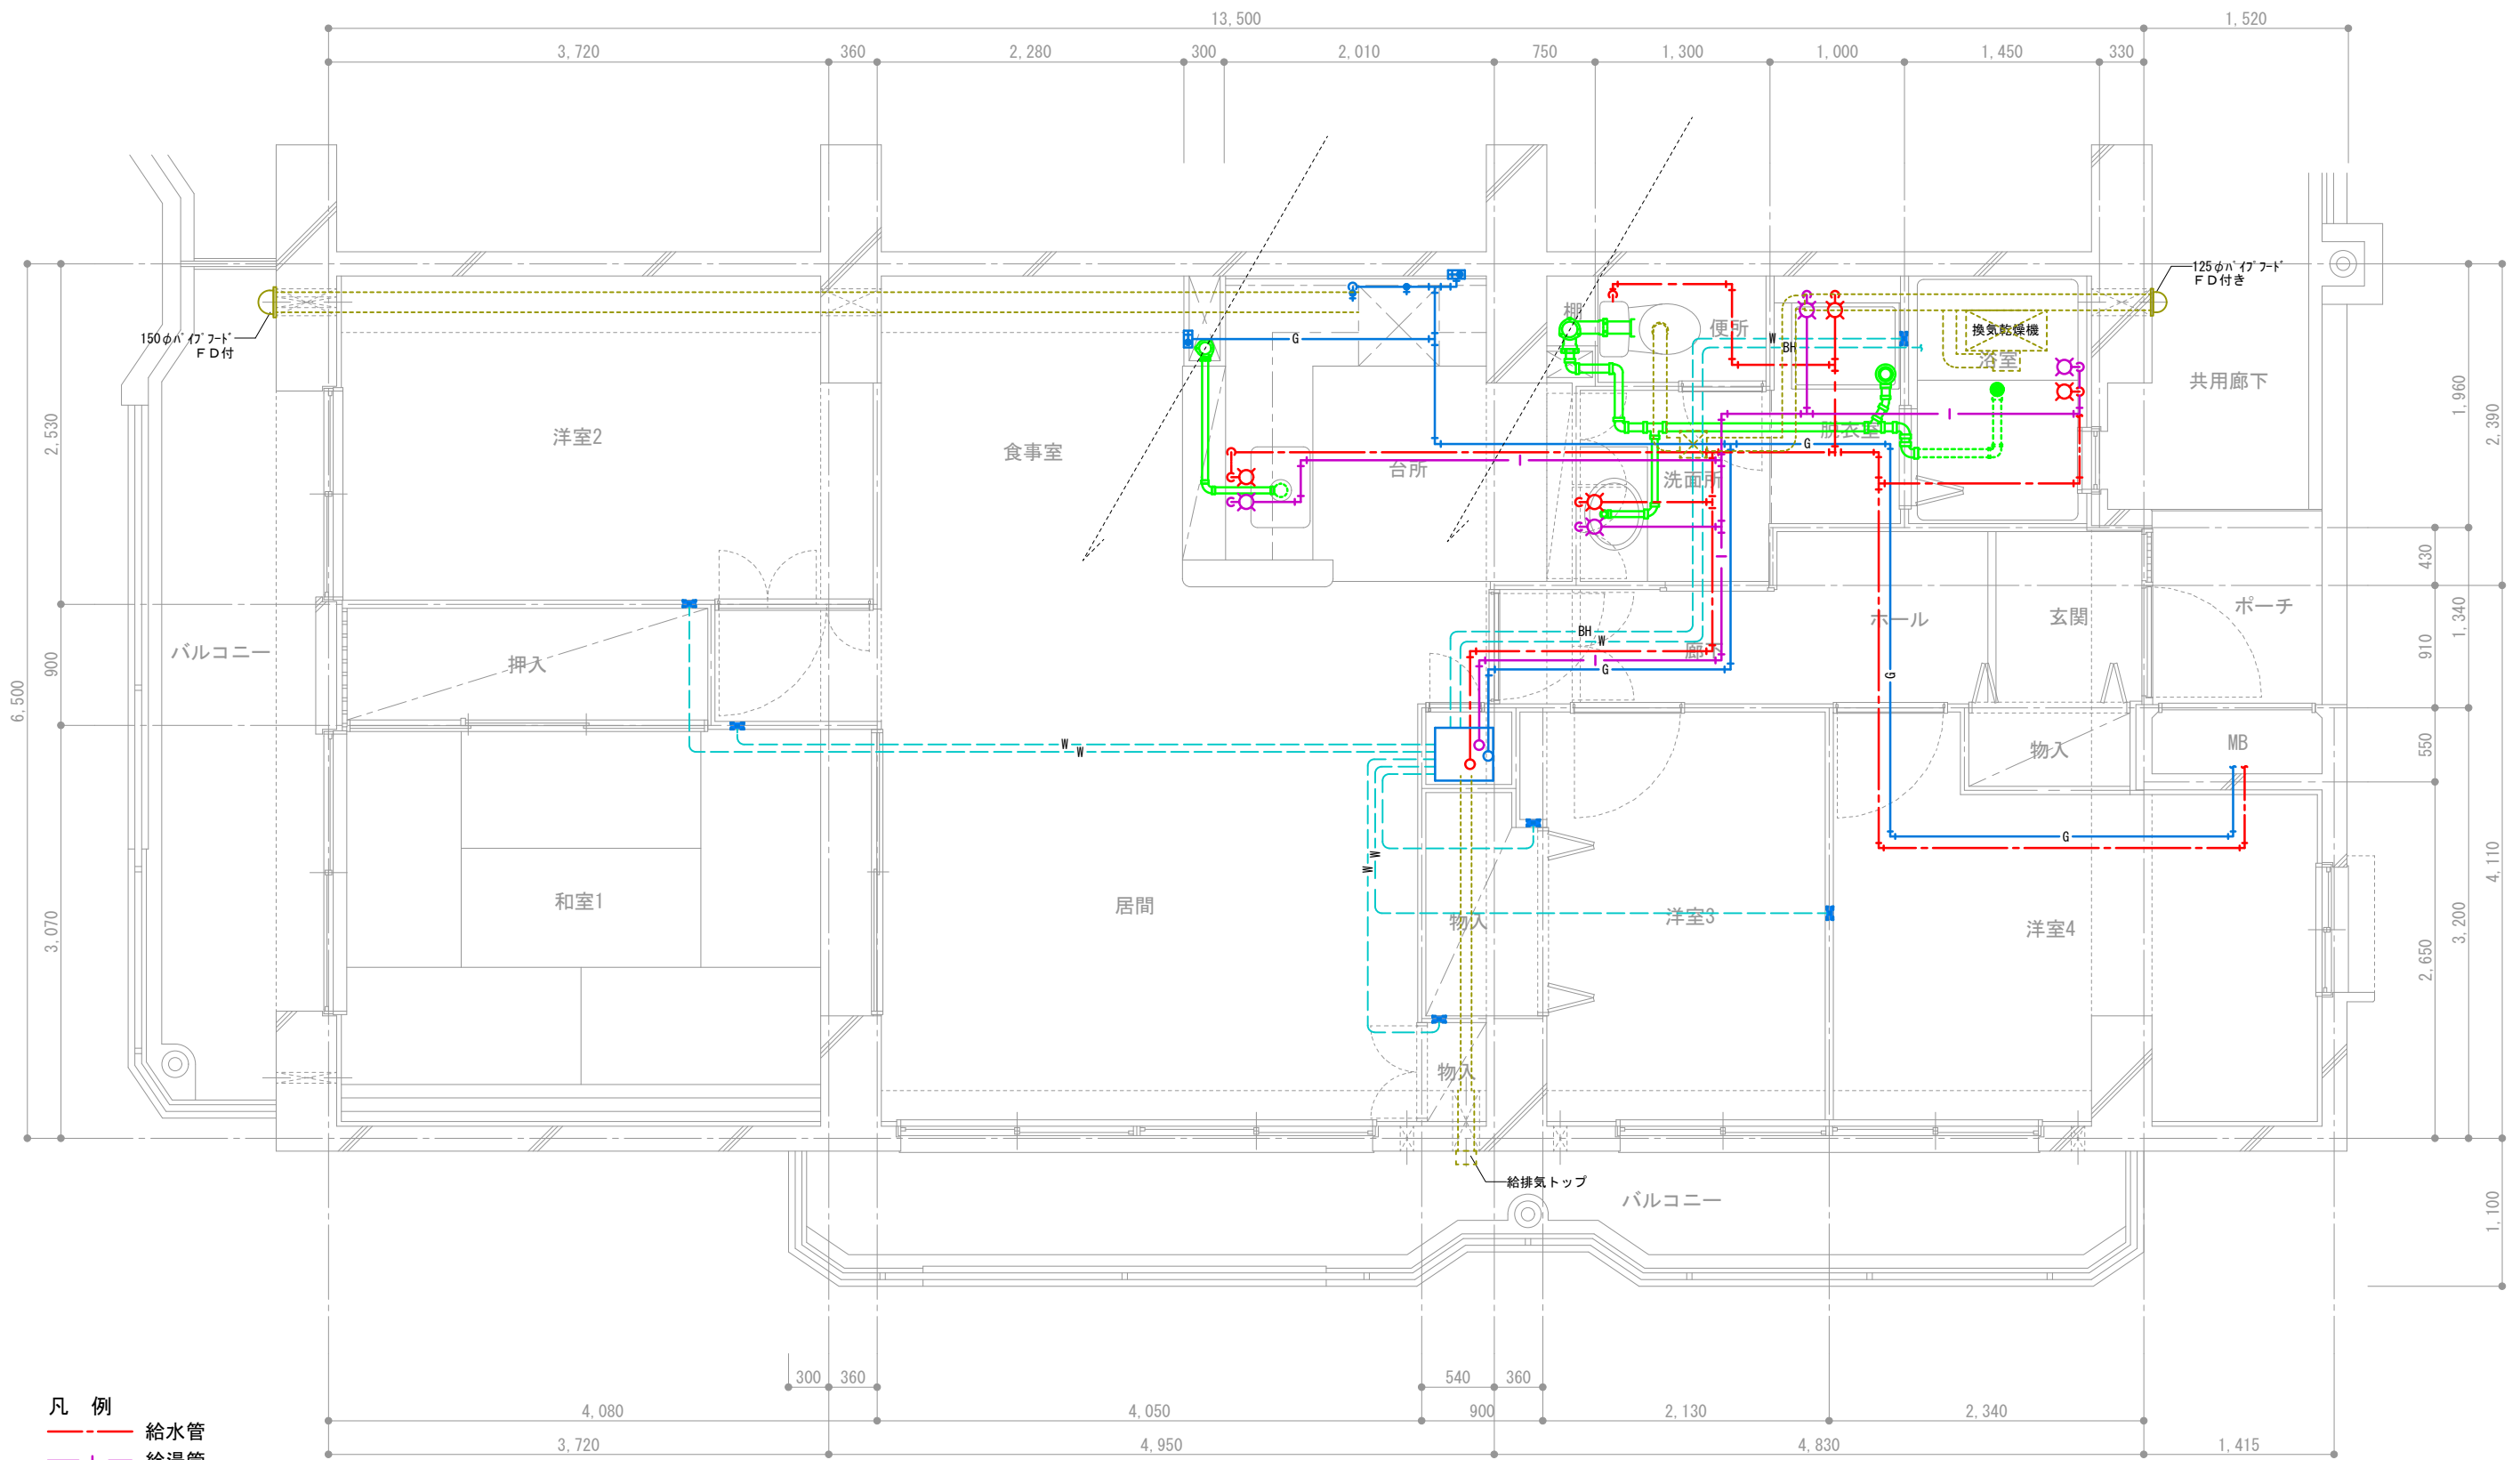 13,500
1,520
3,720
360
2,280
300
2,010
750
1,300
1,000
1,450
330
125φﾊﾟｲﾌﾟﾌｰﾄﾞ
ＦＤ付き
150φﾊﾟｲﾌﾟﾌｰﾄﾞ
ＦＤ付
棚
便所
換気乾燥機
浴室
共用廊下
W
BH
G
洋室2
食事室
台所
洗面所
脱衣室
G
2,530
900
3,070
6,500
1,960
2,390
430
910
1,340
550
4,110
3,200
2,650
1,100
バルコニー
押入
BH
W
G
ホール
玄関
ポーチ
G
W
W
物入
MB
G
W
W
和室1
居間
物入
洋室3
洋室4
物入
給排気トップ
バルコニー
300
360
540
360
4,080
4,050
900
2,130
2,340
3,720
4,950
4,830
1,415
凡　例
給水管
給湯管